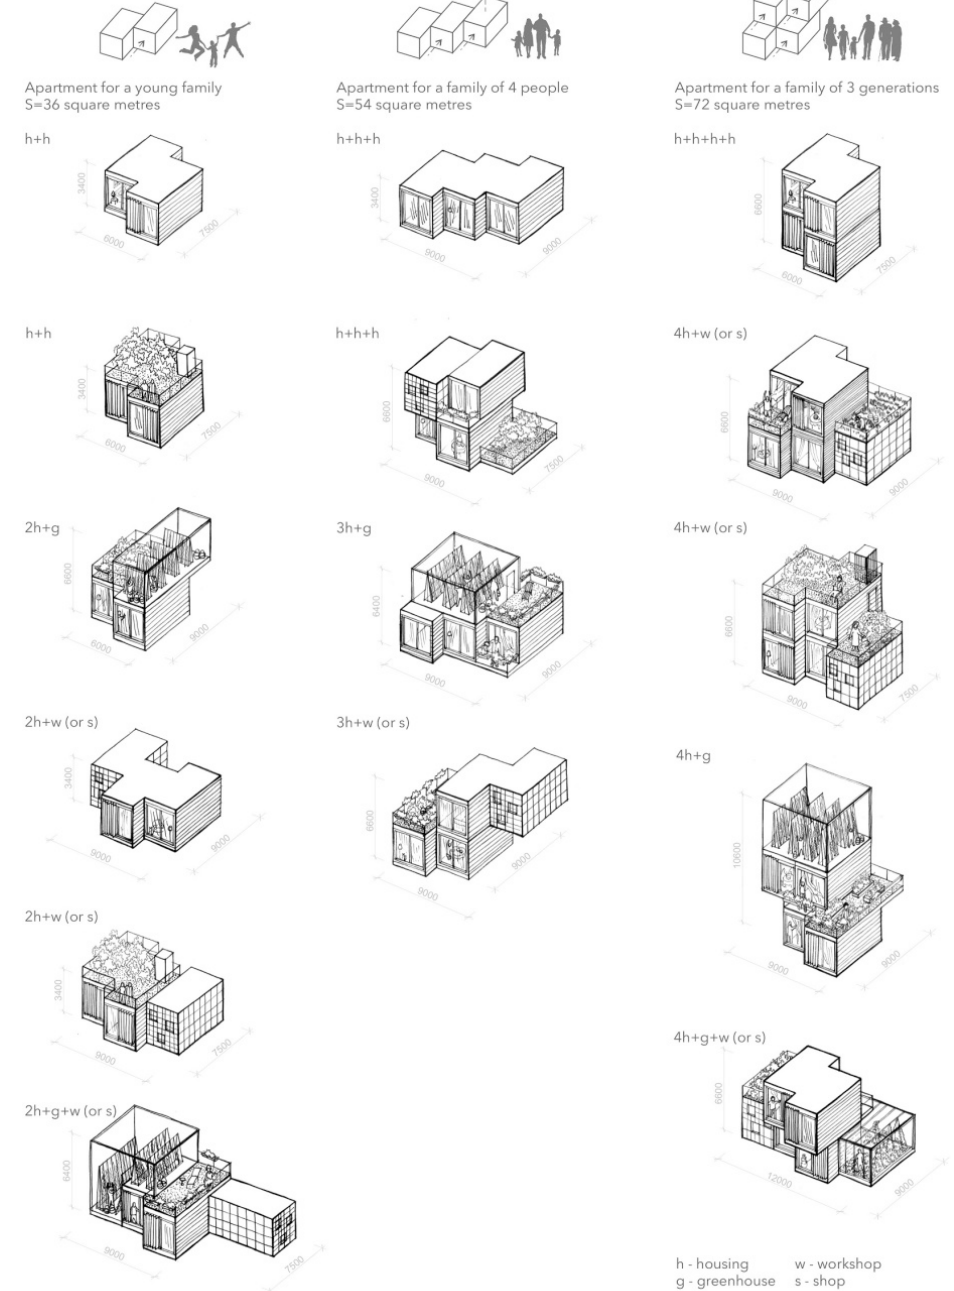 Apartment for a young family
S=36 square metres
h+h
3400
6000
7500
h+h
3400
6000
7500
2h+g
6600
6000
9000
2h+w (or s)
3400
9000
9000
2h+w (or s)
3400
9000
7500
2h+g+w (or s)
6400
9000
7500
Apartment for a family of 4 people
S=54 square metres
h+h+h
3400
9000
9000
h+h+h
6600
9000
7500
3h+g
6400
9000
9000
3h+w (or s)
6600
9000
9000
Apartment for a family of 3 generations
S=72 square metres
h+h+h+h
6600
6000
7500
4h+w (or s)
6600
9000
9000
4h+w (or s)
6600
9000
7500
4h+g
10600
9000
9000
4h+g+w (or s)
6600
12000
9000
h - housing
g - greenhouse
w - workshop
s - shop